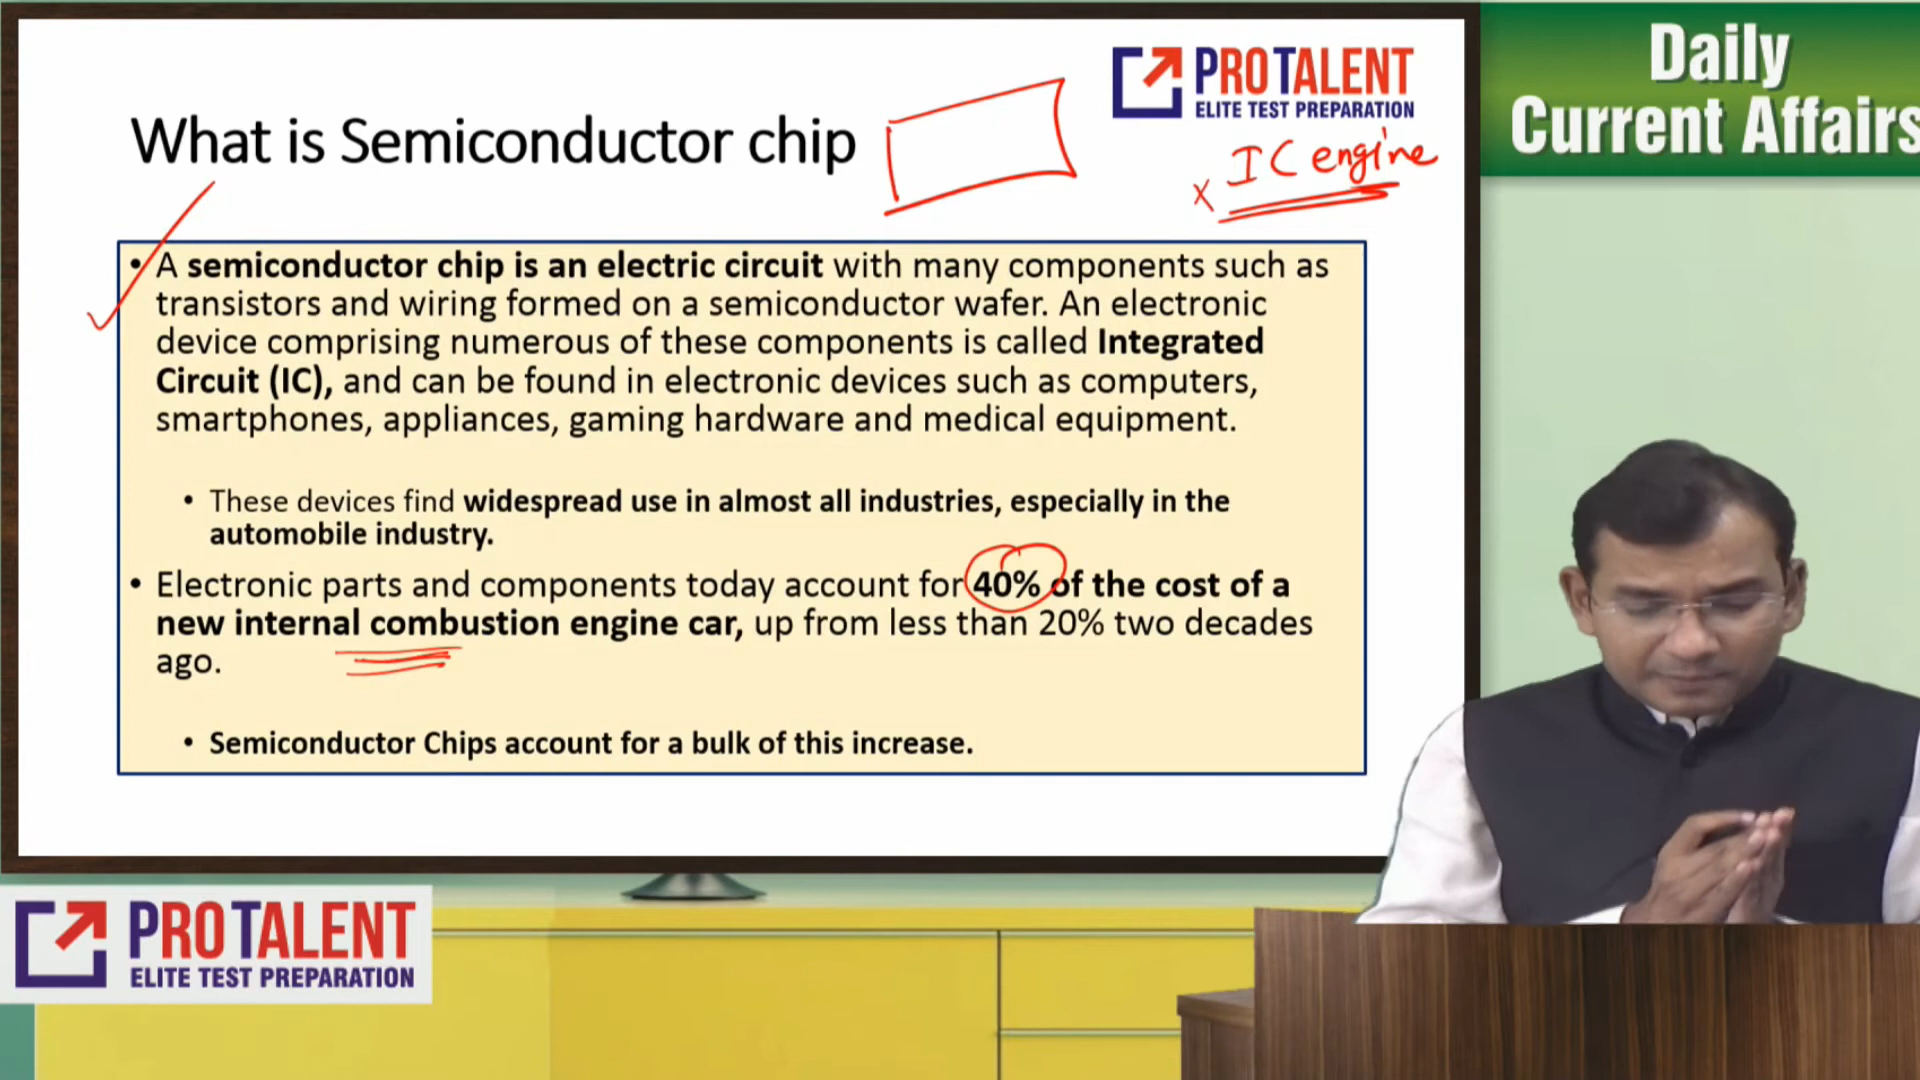 What is Semiconductor chip
PROTALENT
ELITE TEST PREPARATION
x IC engine
Daily
Current Affairs
• A semiconductor chip is an electric circuit with many components such as
transistors and wiring formed on a semiconductor wafer. An electronic
device comprising numerous of these components is called Integrated
Circuit (IC), and can be found in electronic devices such as computers,
smartphones, appliances, gaming hardware and medical equipment.
• These devices find widespread use in almost all industries, especially in the
automobile industry.
• Electronic parts and components today account for 40% of the cost of a
new internal combustion engine car, up from less than 20% two decades
ago.
• Semiconductor Chips account for a bulk of this increase.
PROTALENT
ELITE TEST PREPARATION